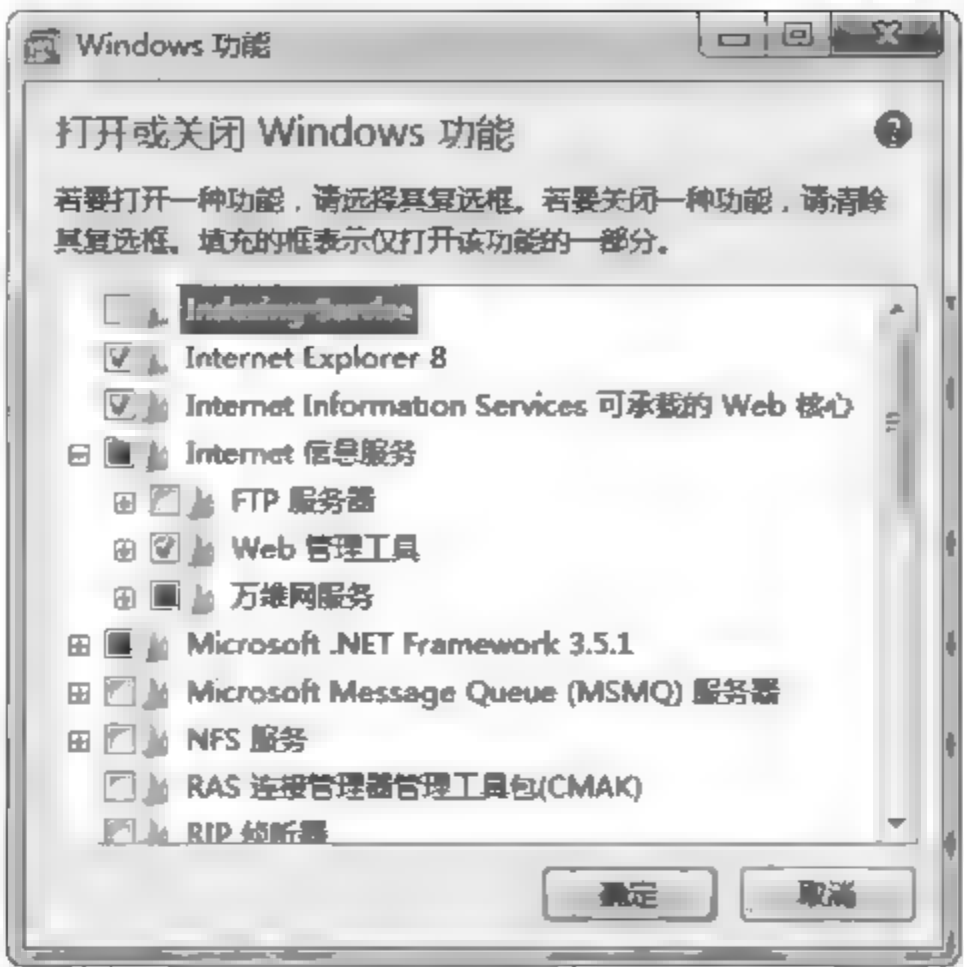 Windows 功能
打开或关闭 Windows 功能
若要打开一种功能，请选择其复选框。若要关闭一种功能，请清除
其复选框。填充的框表示仅打开该功能的一部分。
Indexing Service
Internet Explorer 8
Internet Information Services 可承载的 Web 核心
Internet 信息服务
FTP 服务器
Web 管理工具
万维网服务
Microsoft .NET Framework 3.5.1
Microsoft Message Queue (MSMQ) 服务器
NFS 服务
RAS 连接管理器管理工具包(CMAK)
RIP 侦听器
确定
取消